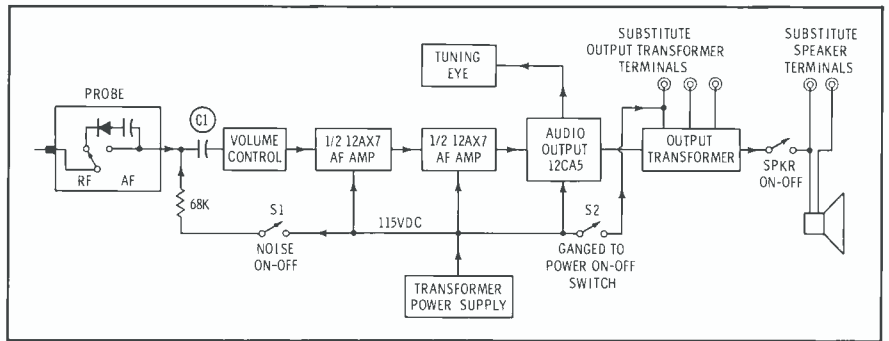 SUBSTITUTE
OUTPUT TRANSFORMER
TERMINALS
SUBSTITUTE
SPEAKER
TERMINALS
TUNING
EYE
PROBE
C1
RF
AF
VOLUME
CONTROL
1/2 12AX7
AF AMP
1/2 12AX7
AF AMP
AUDIO
OUTPUT
12CA5
OUTPUT
TRANSFORMER
SPKR
ON-OFF
68K
S1
NOISE
ON-OFF
115VDC
S2
GANGED TO
POWER ON-OFF
SWITCH
TRANSFORMER
POWER SUPPLY